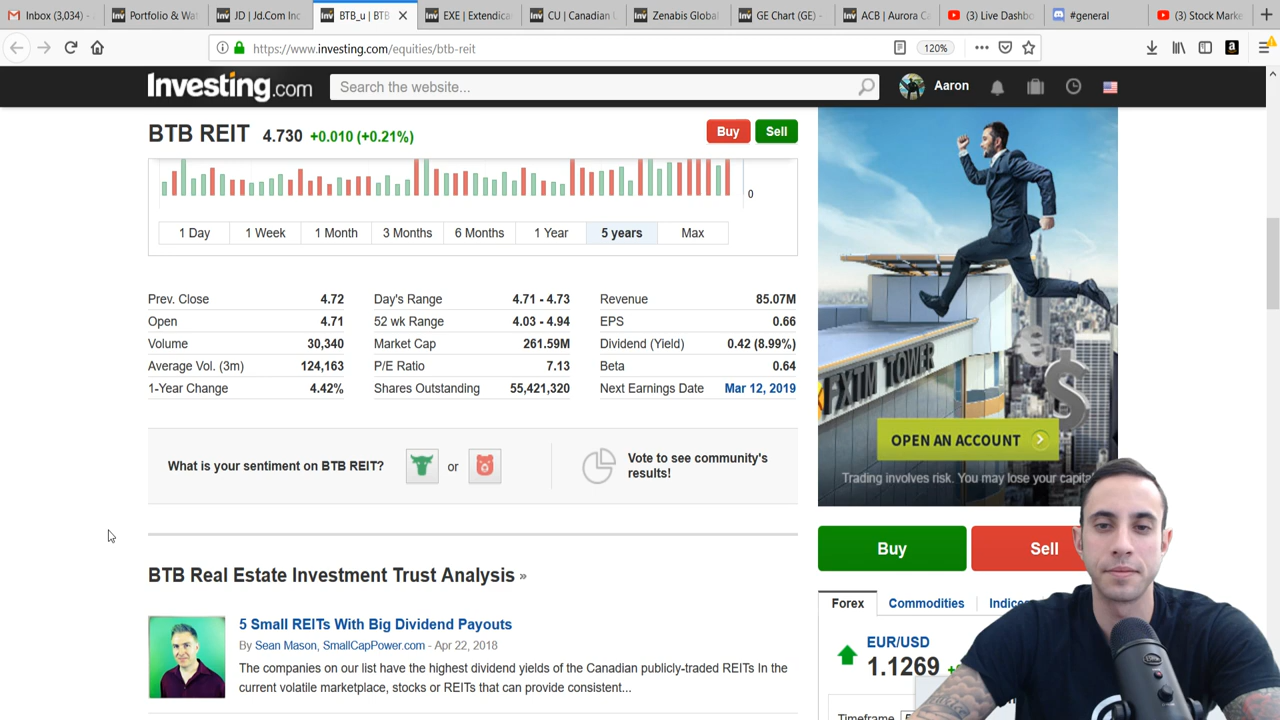 Inbox (3,034) -
Portfolio & Wa
JD | Jd.Com Inc
BTB_u | BTB
EXE | Extendica
CU | Canadian
Zenabis Global
GE Chart (GE) -
ACB | Aurora C
(3) Live Dashbo
#general
(3) Stock Marke
https://www.investing.com/equities/btb-reit
120%
Investing.com
Search the website...
Aaron
BTB REIT 4.730 +0.010 (+0.21%)
Buy
Sell
0
1 Day
1 Week
1 Month
3 Months
6 Months
1 Year
5 years
Max
Prev. Close 4.72 Day's Range 4.71 - 4.73 Revenue 85.07M
Open 4.71 52 wk Range 4.03 - 4.94 EPS 0.66
Volume 30,340 Market Cap 261.59M Dividend (Yield) 0.42 (8.99%)
Average Vol. (3m) 124,163 P/E Ratio 7.13 Beta 0.64
1-Year Change 4.42% Shares Outstanding 55,421,320 Next Earnings Date Mar 12, 2019
What is your sentiment on BTB REIT?
or
Vote to see community's
results!
BTB Real Estate Investment Trust Analysis »
5 Small REITs With Big Dividend Payouts
By Sean Mason, SmallCapPower.com - Apr 22, 2018
The companies on our list have the highest dividend yields of the Canadian publicly-traded REITs In the
current volatile marketplace, stocks or REITs that can provide consistent...
FXTM TOWER
OPEN AN ACCOUNT
Trading involves risk. You may lose your capita
Buy
Sell
Forex
Commodities
Indice
EUR/USD
1.1269
Timeframe